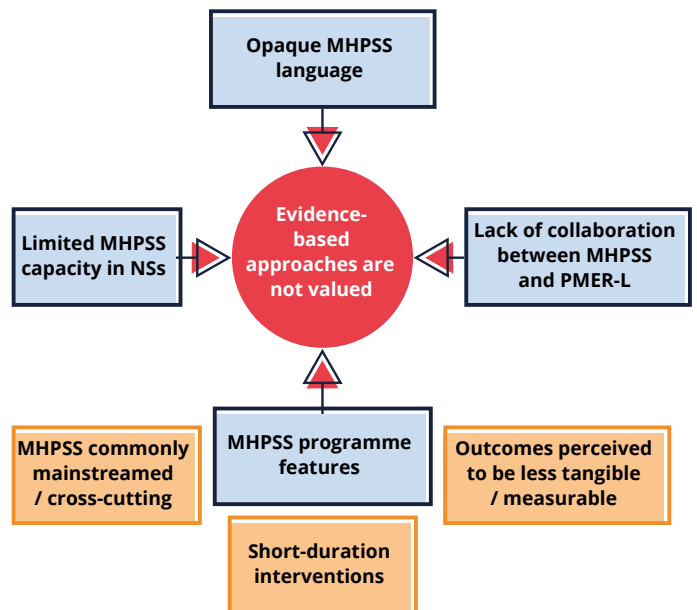 Opaque MHPSS
language
Limited MHPSS
capacity in NSs
Evidence-
based
approaches are
not valued
Lack of collaboration
between MHPSS
and PMER-L
MHPSS commonly
mainstreamed
/ cross-cutting
MHPSS programme
features
Outcomes perceived
to be less tangible
/ measurable
Short-duration
interventions